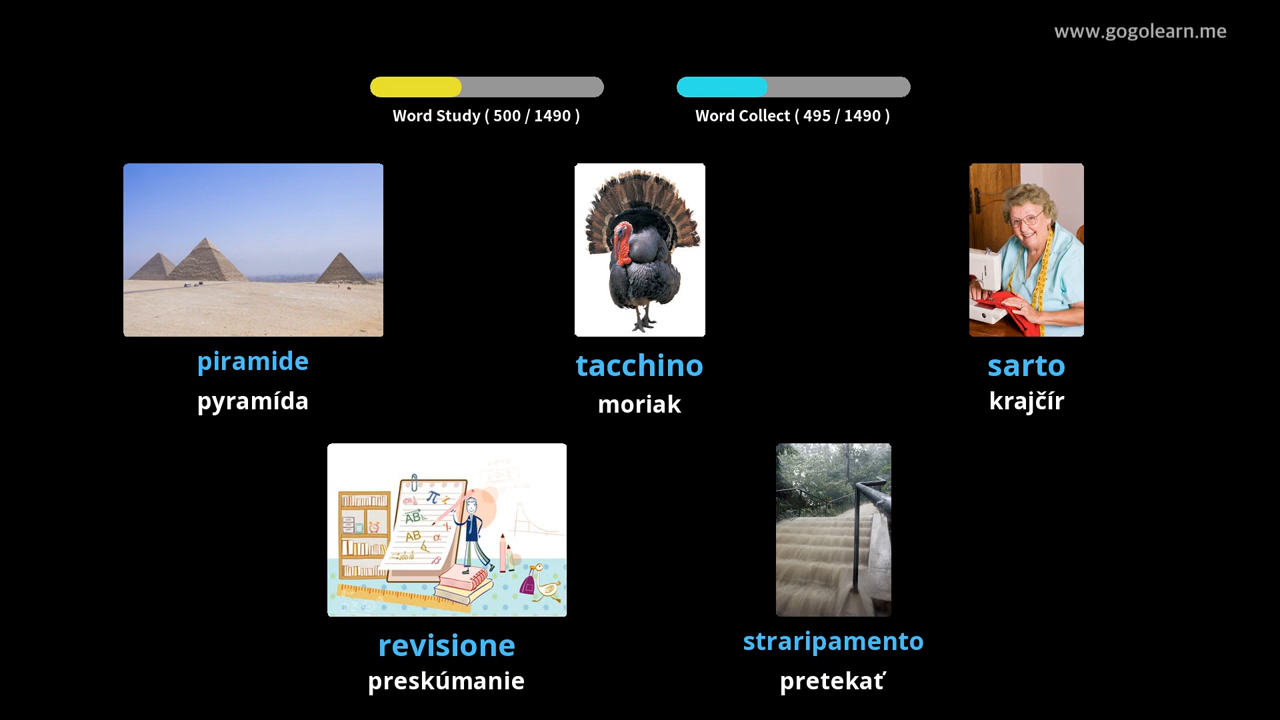 www.gogolearn.me
Word Study ( 500 / 1490 )
Word Collect ( 495 / 1490 )
piramide
pyramída
tacchino
moriak
sarto
krajčír
revisione
preskúmanie
straripamento
pretekať